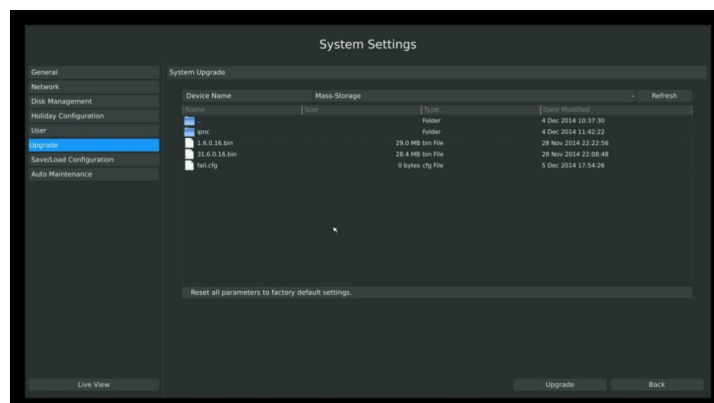 System Settings
General
Network
Disk Management
Holiday Configuration
User
Upgrade
Save/Load Configuration
Auto Maintenance
System Upgrade
Device Name Mass-Storage Refresh
Name Size Type Date Modified
.. Folder 4 Dec 2014 10:37:30
ipnc Folder 4 Dec 2014 11:42:22
1.6.0.16.bin 29.0 MB bin File 28 Nov 2014 22:22:56
31.6.0.16.bin 28.4 MB bin File 28 Nov 2014 22:08:48
fail.cfg 0 bytes cfg File 5 Dec 2014 17:54:26
Reset all parameters to factory default settings.
Live View Upgrade Back